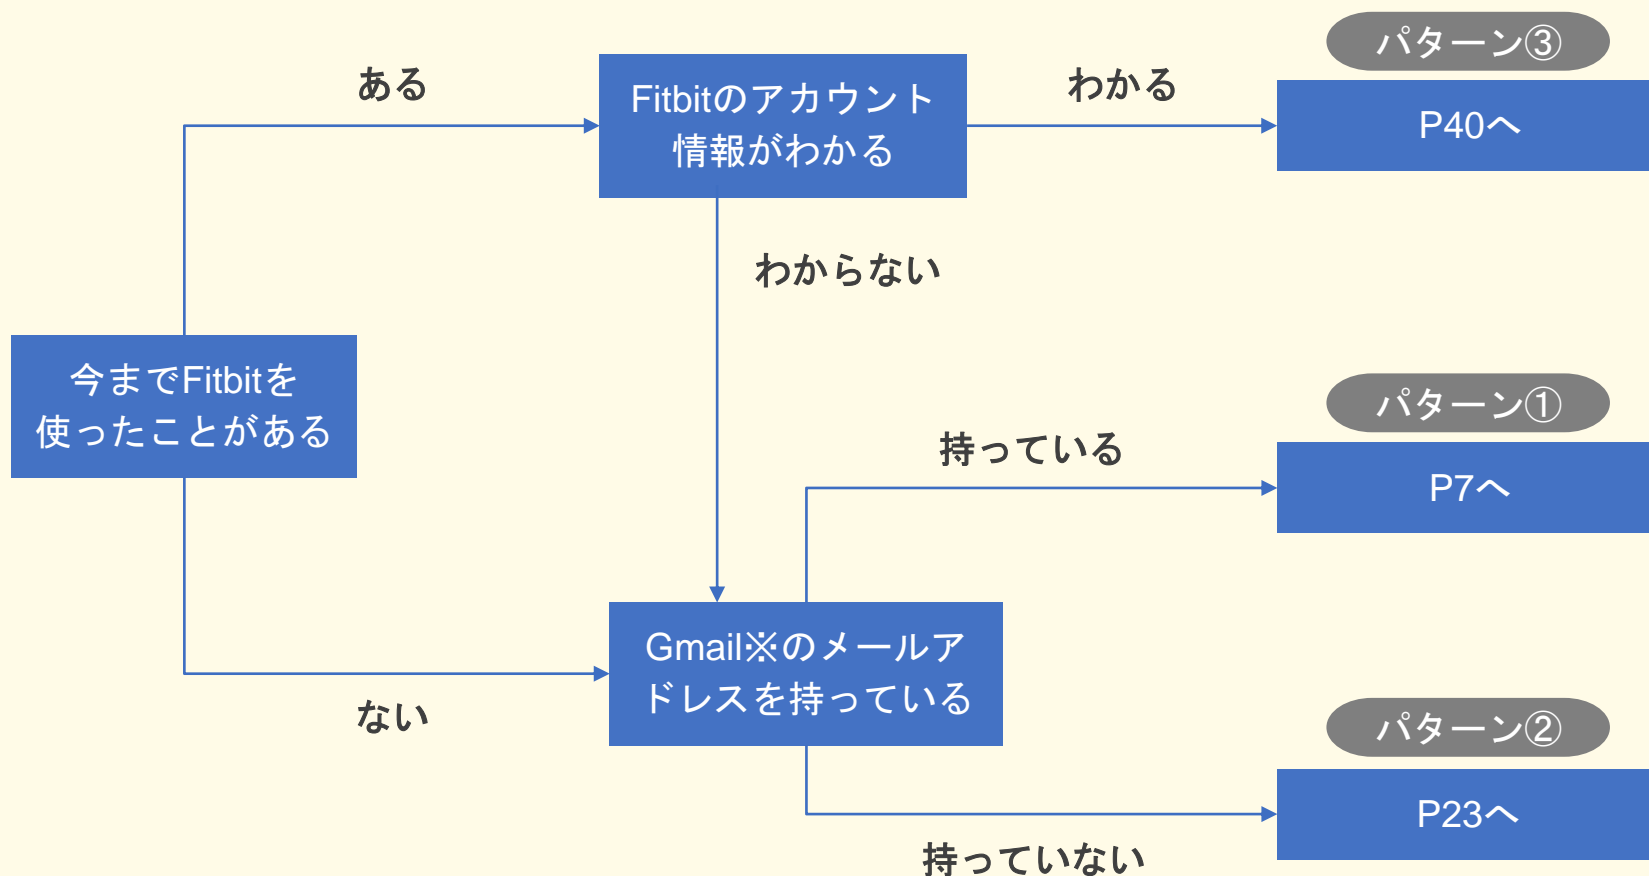 パターン③
ある
Fitbitのアカウント
情報がわかる
わかる
P40へ
わからない
今までFitbitを
使ったことがある
パターン①
持っている
P7へ
Gmail※のメールア
ドレスを持っている
ない
パターン②
P23へ
持っていない